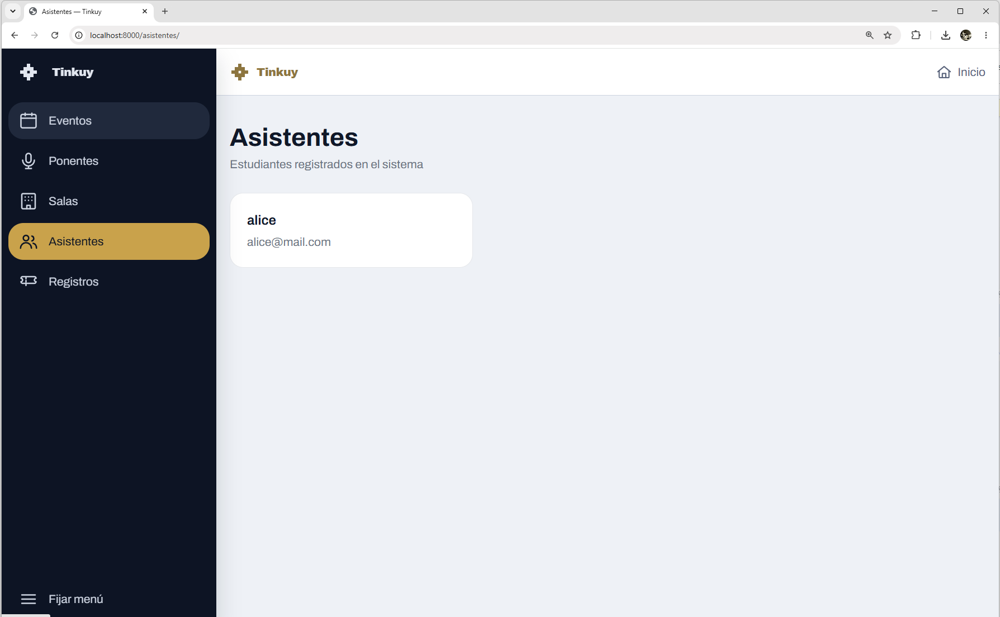 Asistentes — Tinkuy
localhost:8000/asistentes/
Tinkuy
Eventos
Ponentes
Salas
Asistentes
Registros
Fijar menú
Tinkuy
Inicio
Asistentes
Estudiantes registrados en el sistema
alice
alice@mail.com